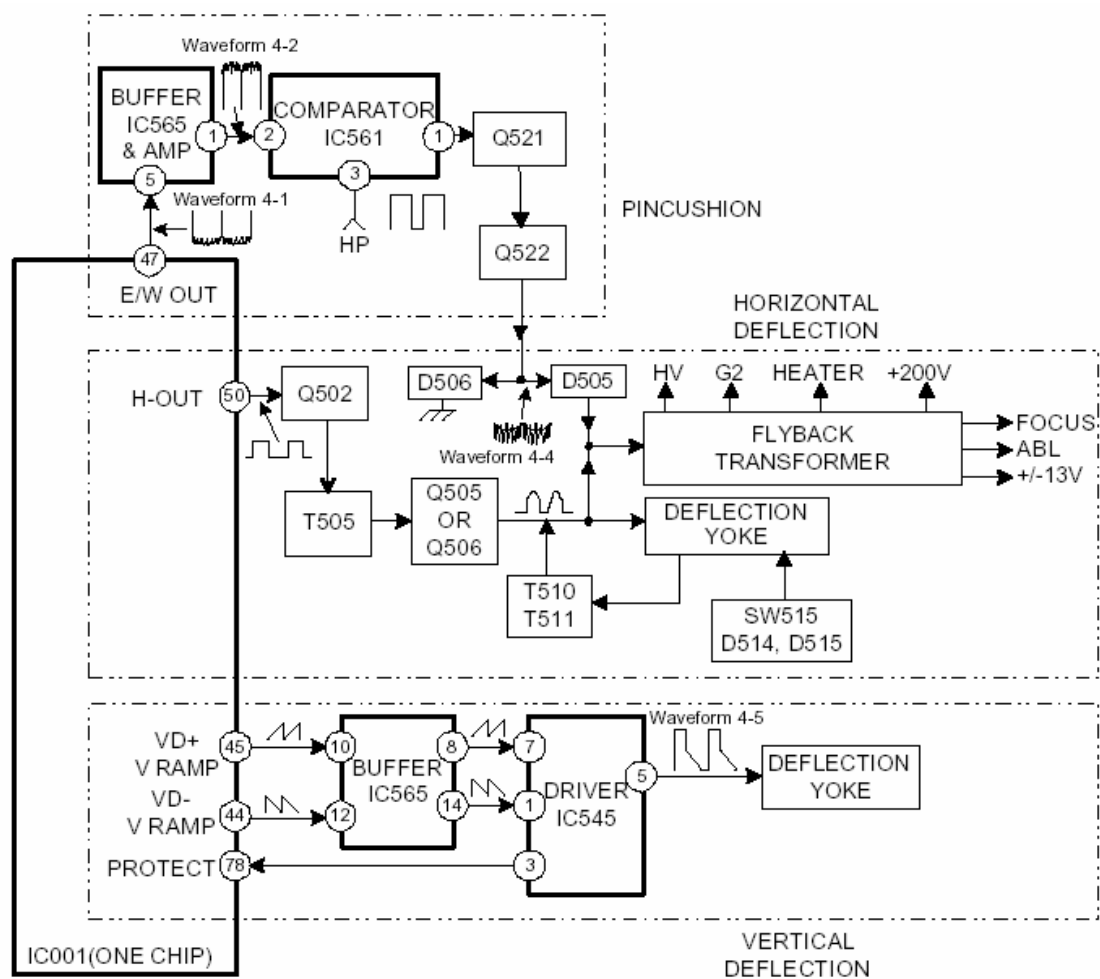 Waveform 4-2
BUFFER
IC565
& AMP
1
5
2
COMPARATOR
IC561
1
3
Q521
Waveform 4-1
HP
Q522
PINCUSHION
47
E/W OUT
HORIZONTAL
DEFLECTION
H-OUT
50
Q502
D506
D505
HV
G2
HEATER
+200V
Waveform 4-4
FLYBACK
TRANSFORMER
FOCUS
ABL
+/-13V
T505
Q505
OR
Q506
DEFLECTION
YOKE
T510
T511
SW515
D514, D515
VD+
V RAMP
45
10
BUFFER
IC565
8
7
Waveform 4-5
DRIVER
IC545
5
DEFLECTION
YOKE
VD-
V RAMP
44
12
14
1
PROTECT
78
3
IC001(ONE CHIP)
VERTICAL
DEFLECTION